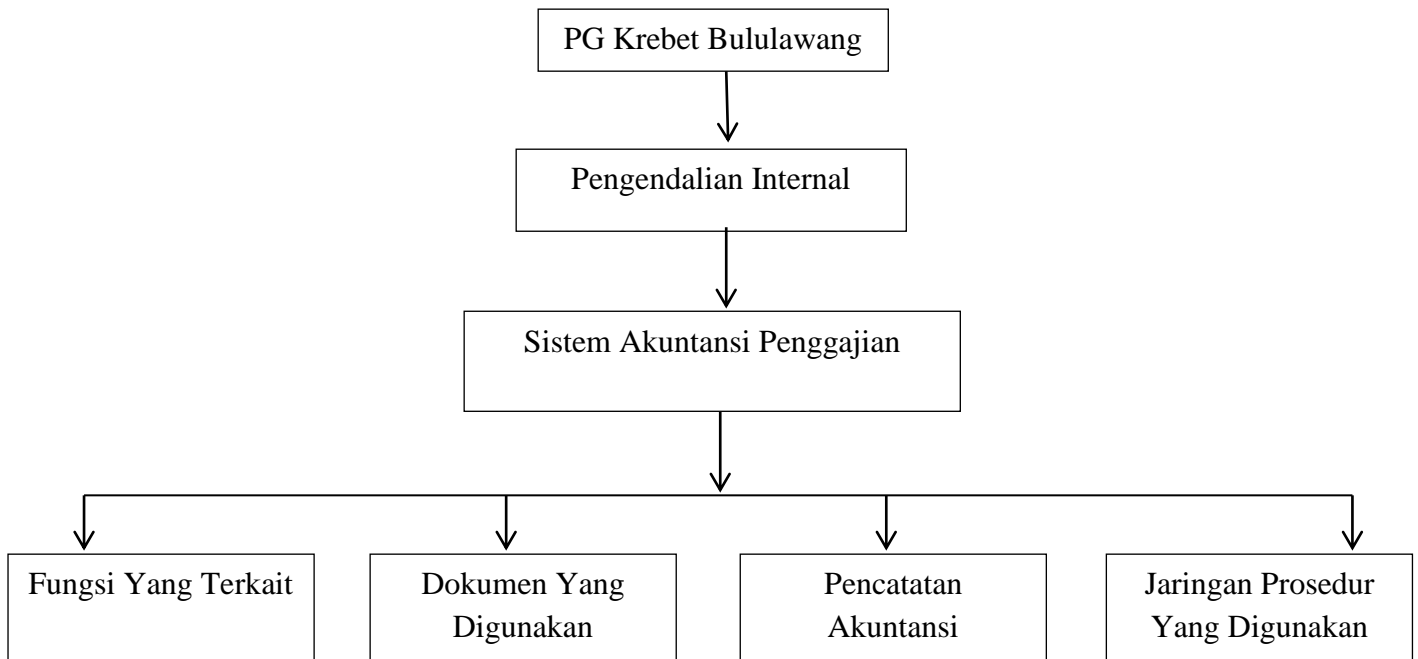 PG Krebet Bululawang
Pengendalian Internal
Sistem Akuntansi Penggajian
Fungsi Yang Terkait
Dokumen Yang
Digunakan
Pencatatan
Akuntansi
Jaringan Prosedur
Yang Digunakan